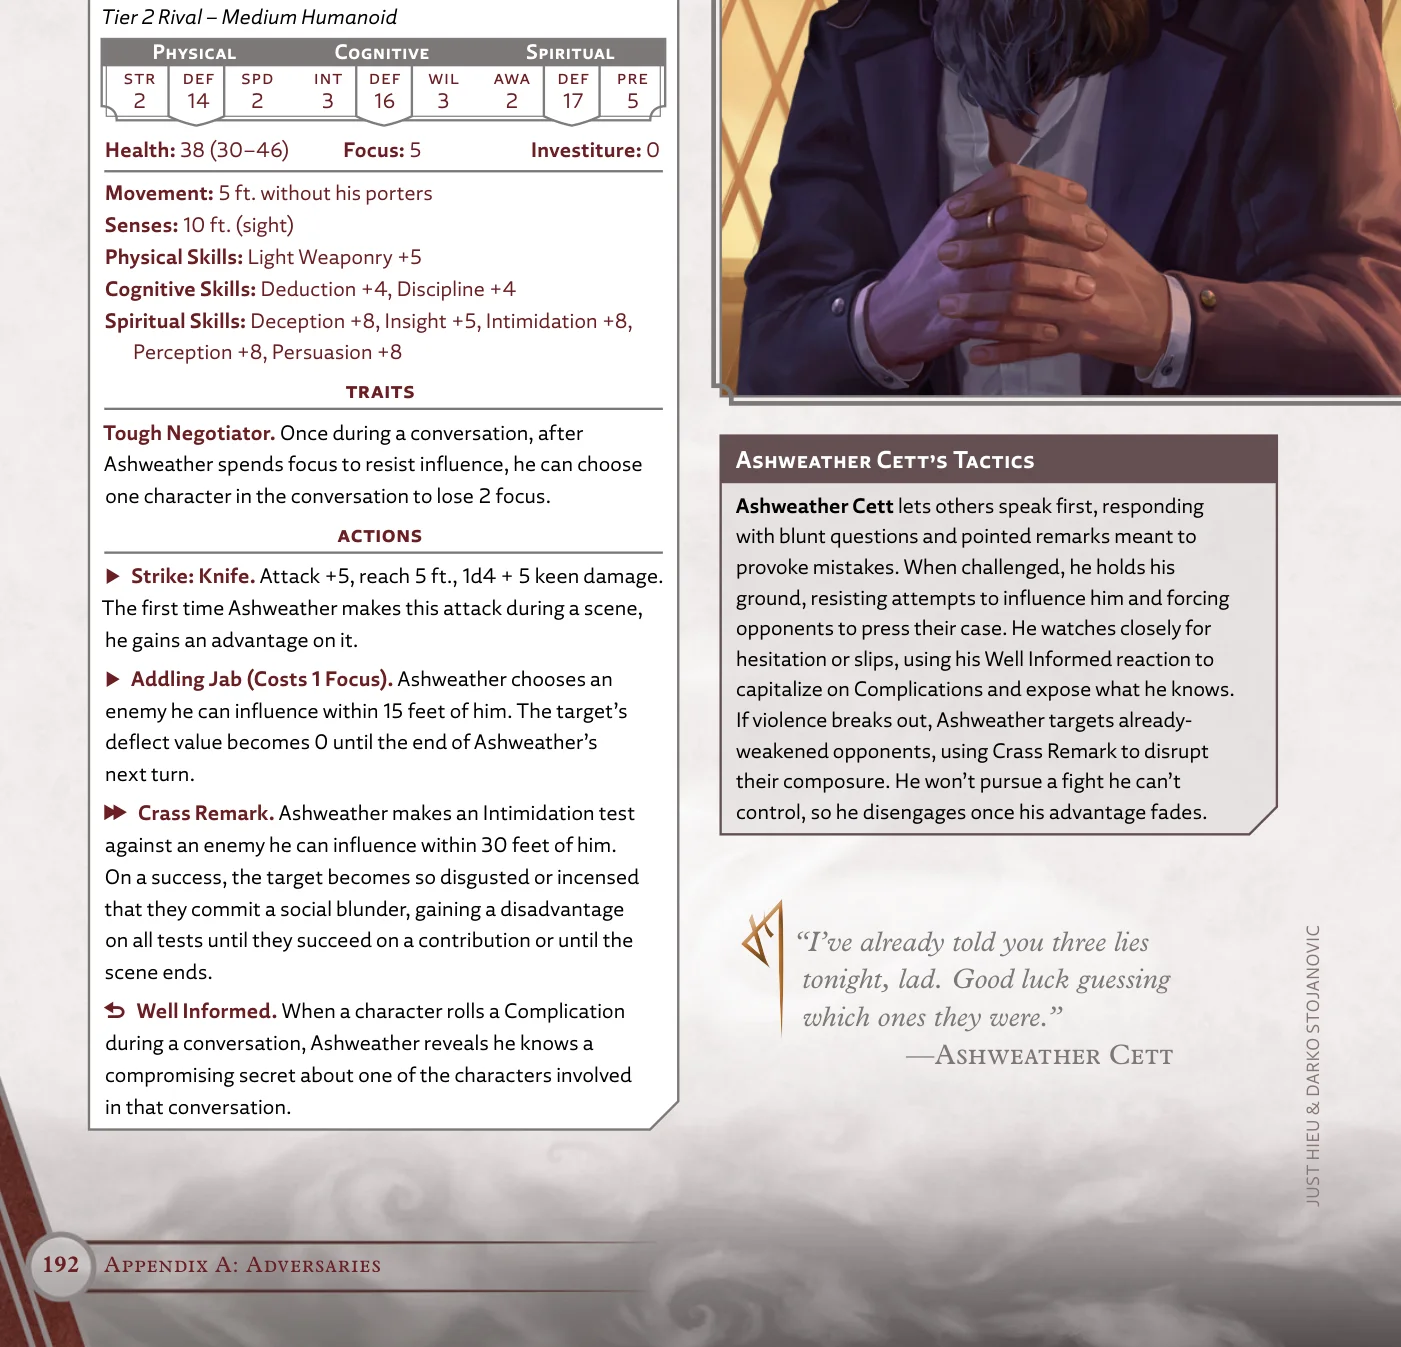 Tier 2 Rival – Medium Humanoid
Physical Cognitive Spiritual
STR DEF SPD INT DEF WIL AWA DEF PRE
2 14 2 3 16 3 2 17 5
Health: 38 (30–46) Focus: 5 Investiture: 0
Movement: 5 ft. without his porters
Senses: 10 ft. (sight)
Physical Skills: Light Weaponry +5
Cognitive Skills: Deduction +4, Discipline +4
Spiritual Skills: Deception +8, Insight +5, Intimidation +8,
Perception +8, Persuasion +8
TRAITS
Tough Negotiator. Once during a conversation, after
Ashweather spends focus to resist influence, he can choose
one character in the conversation to lose 2 focus.
ACTIONS
Strike: Knife. Attack +5, reach 5 ft., 1d4 + 5 keen damage.
The first time Ashweather makes this attack during a scene,
he gains an advantage on it.
Addling Jab (Costs 1 Focus). Ashweather chooses an
enemy he can influence within 15 feet of him. The target's
deflect value becomes 0 until the end of Ashweather's
next turn.
Crass Remark. Ashweather makes an Intimidation test
against an enemy he can influence within 30 feet of him.
On a success, the target becomes so disgusted or incensed
that they commit a social blunder, gaining a disadvantage
on all tests until they succeed on a contribution or until the
scene ends.
Well Informed. When a character rolls a Complication
during a conversation, Ashweather reveals he knows a
compromising secret about one of the characters involved
in that conversation.
Ashweather Cett's Tactics
Ashweather Cett lets others speak first, responding
with blunt questions and pointed remarks meant to
provoke mistakes. When challenged, he holds his
ground, resisting attempts to influence him and forcing
opponents to press their case. He watches closely for
hesitation or slips, using his Well Informed reaction to
capitalize on Complications and expose what he knows.
If violence breaks out, Ashweather targets already-
weakened opponents, using Crass Remark to disrupt
their composure. He won't pursue a fight he can't
control, so he disengages once his advantage fades.
"I've already told you three lies
tonight, lad. Good luck guessing
which ones they were."
—Ashweather Cett
JUST HIEU & DARKO STOJANOVIC
192 Appendix A: Adversaries